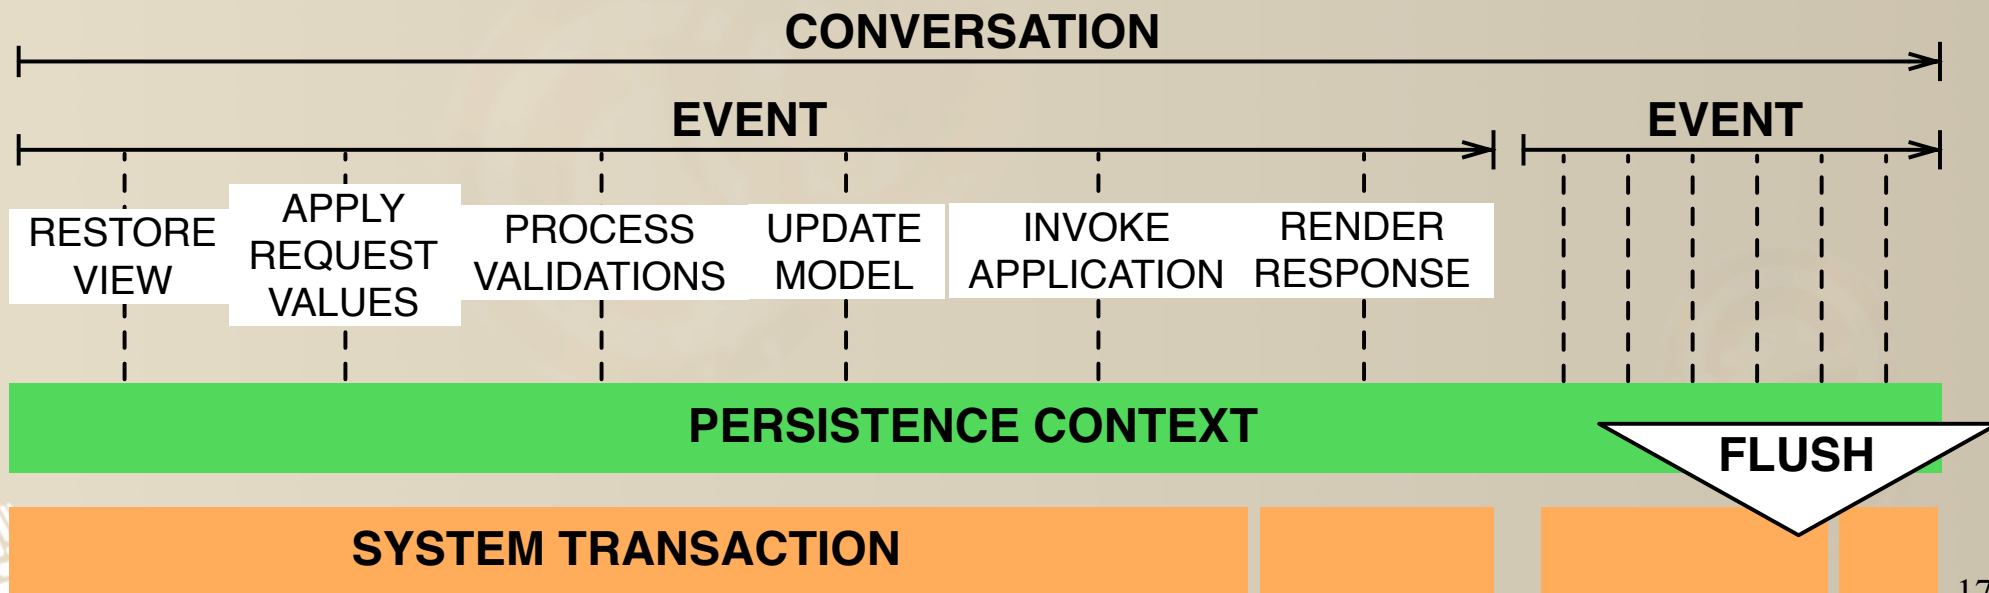 CONVERSATION
EVENT
EVENT
RESTORE
VIEW
APPLY
REQUEST
VALUES
PROCESS
VALIDATIONS
UPDATE
MODEL
INVOKE
APPLICATION
RENDER
RESPONSE
PERSISTENCE CONTEXT
FLUSH
SYSTEM TRANSACTION
17